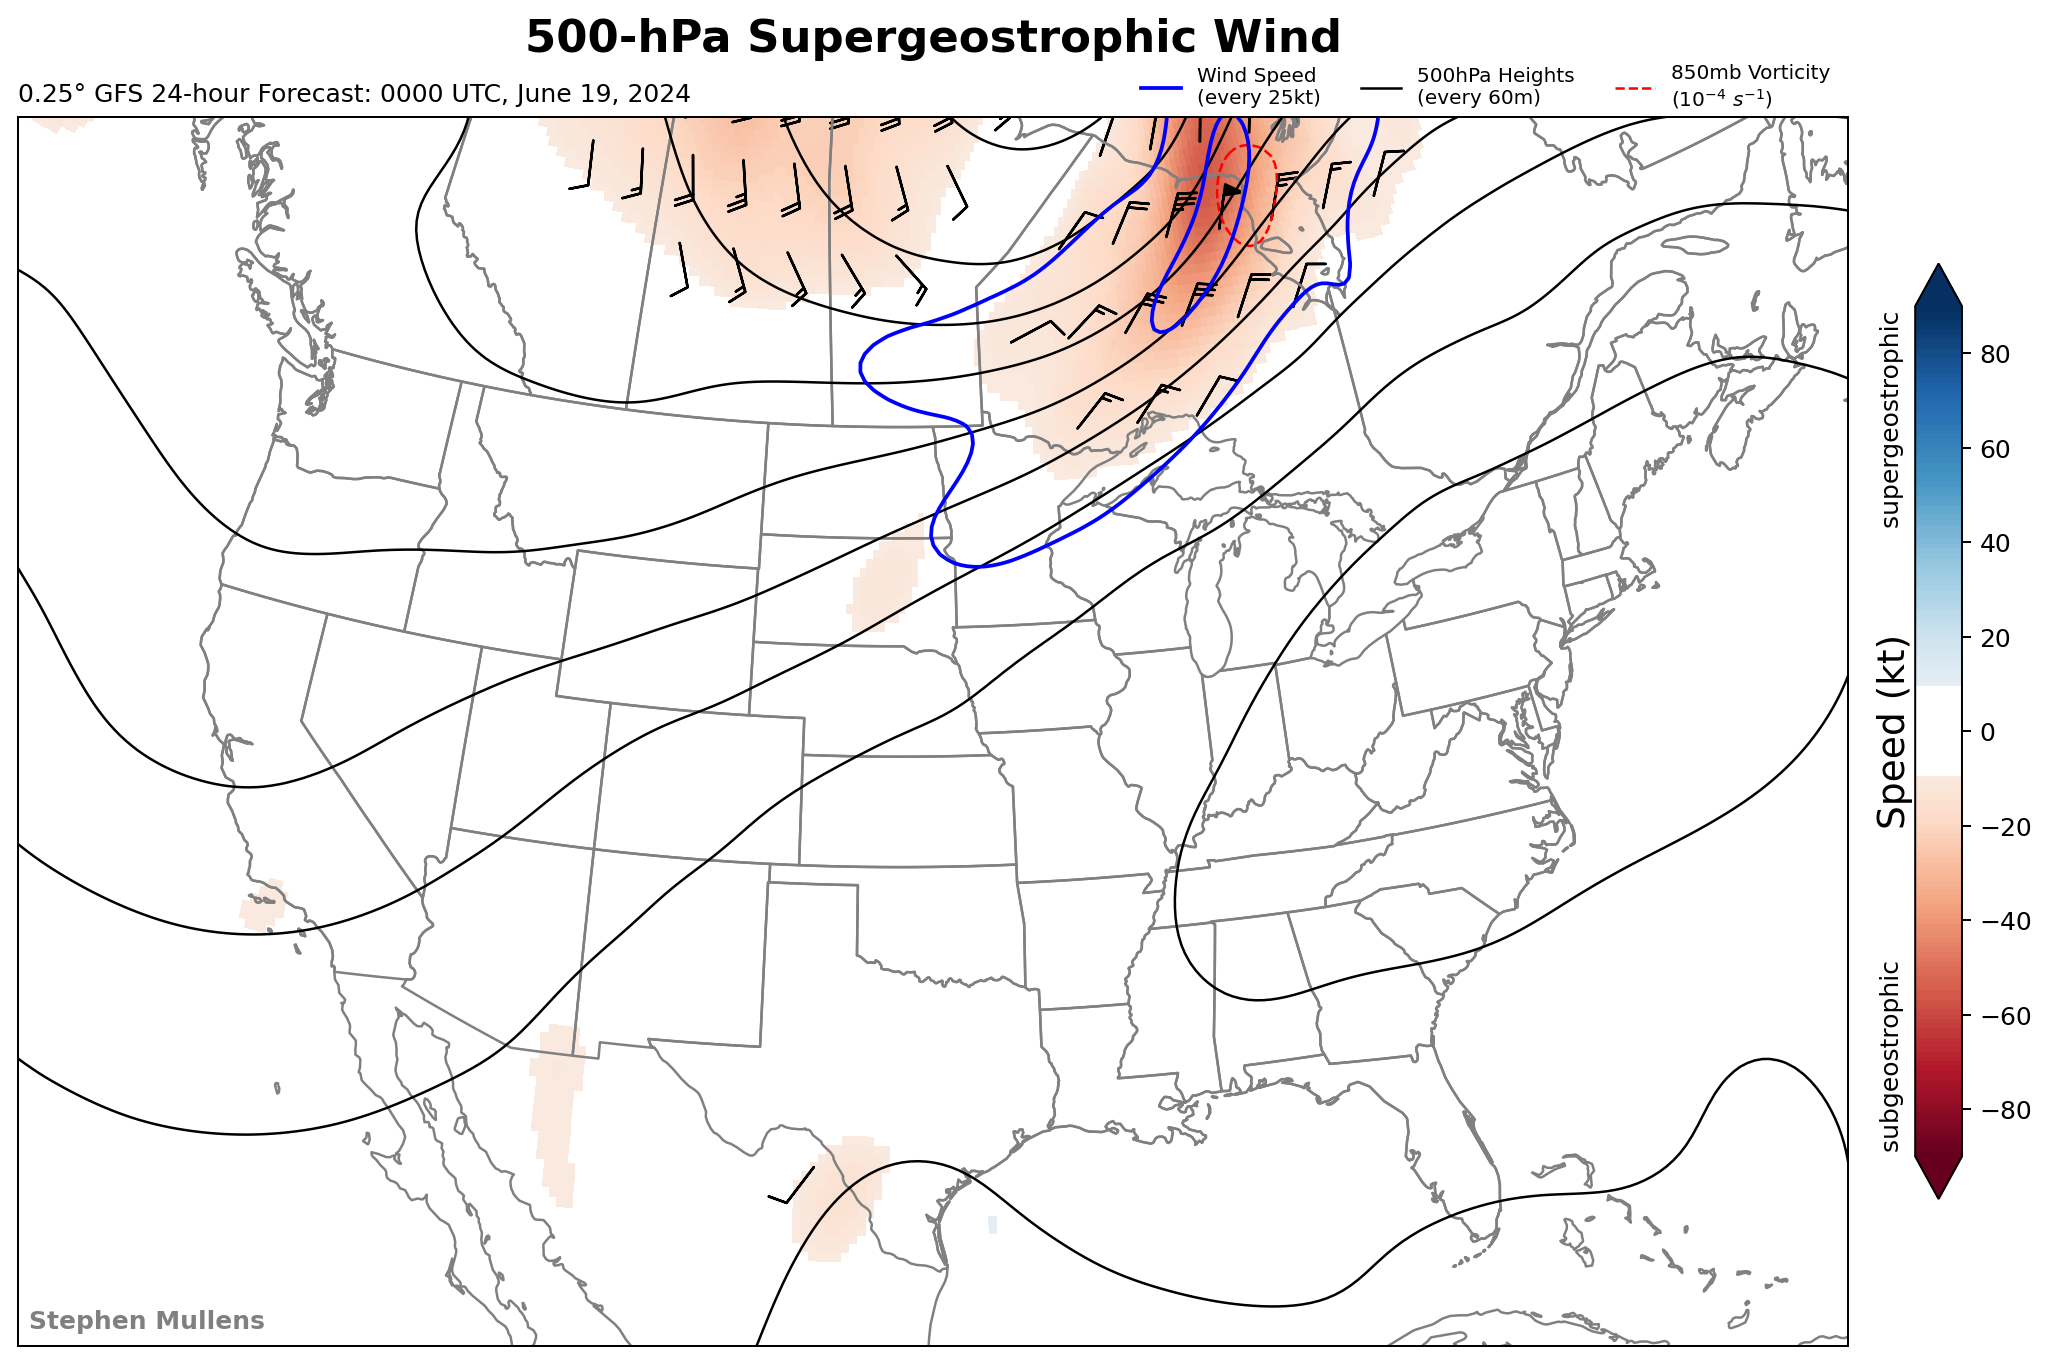 500-hPa Supergeostrophic Wind
0.25° GFS 24-hour Forecast: 0000 UTC, June 19, 2024
Wind Speed
(every 25kt)
500hPa Heights
(every 60m)
850mb Vorticity
(10⁻⁴ s⁻¹)
supergeostrophic
Speed (kt)
subgeostrophic
80
60
40
20
0
−20
−40
−60
−80
Stephen Mullens